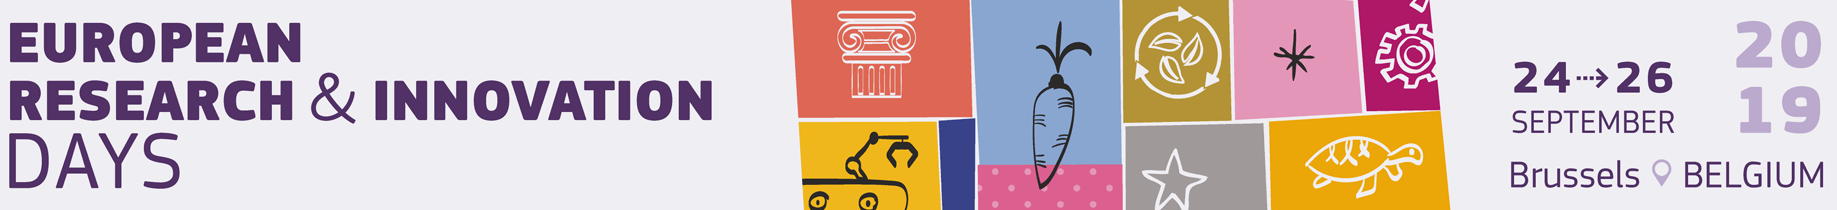 EUROPEAN
RESEARCH & INNOVATION
DAYS
24 ⇢ 26
SEPTEMBER
20
19
Brussels BELGIUM